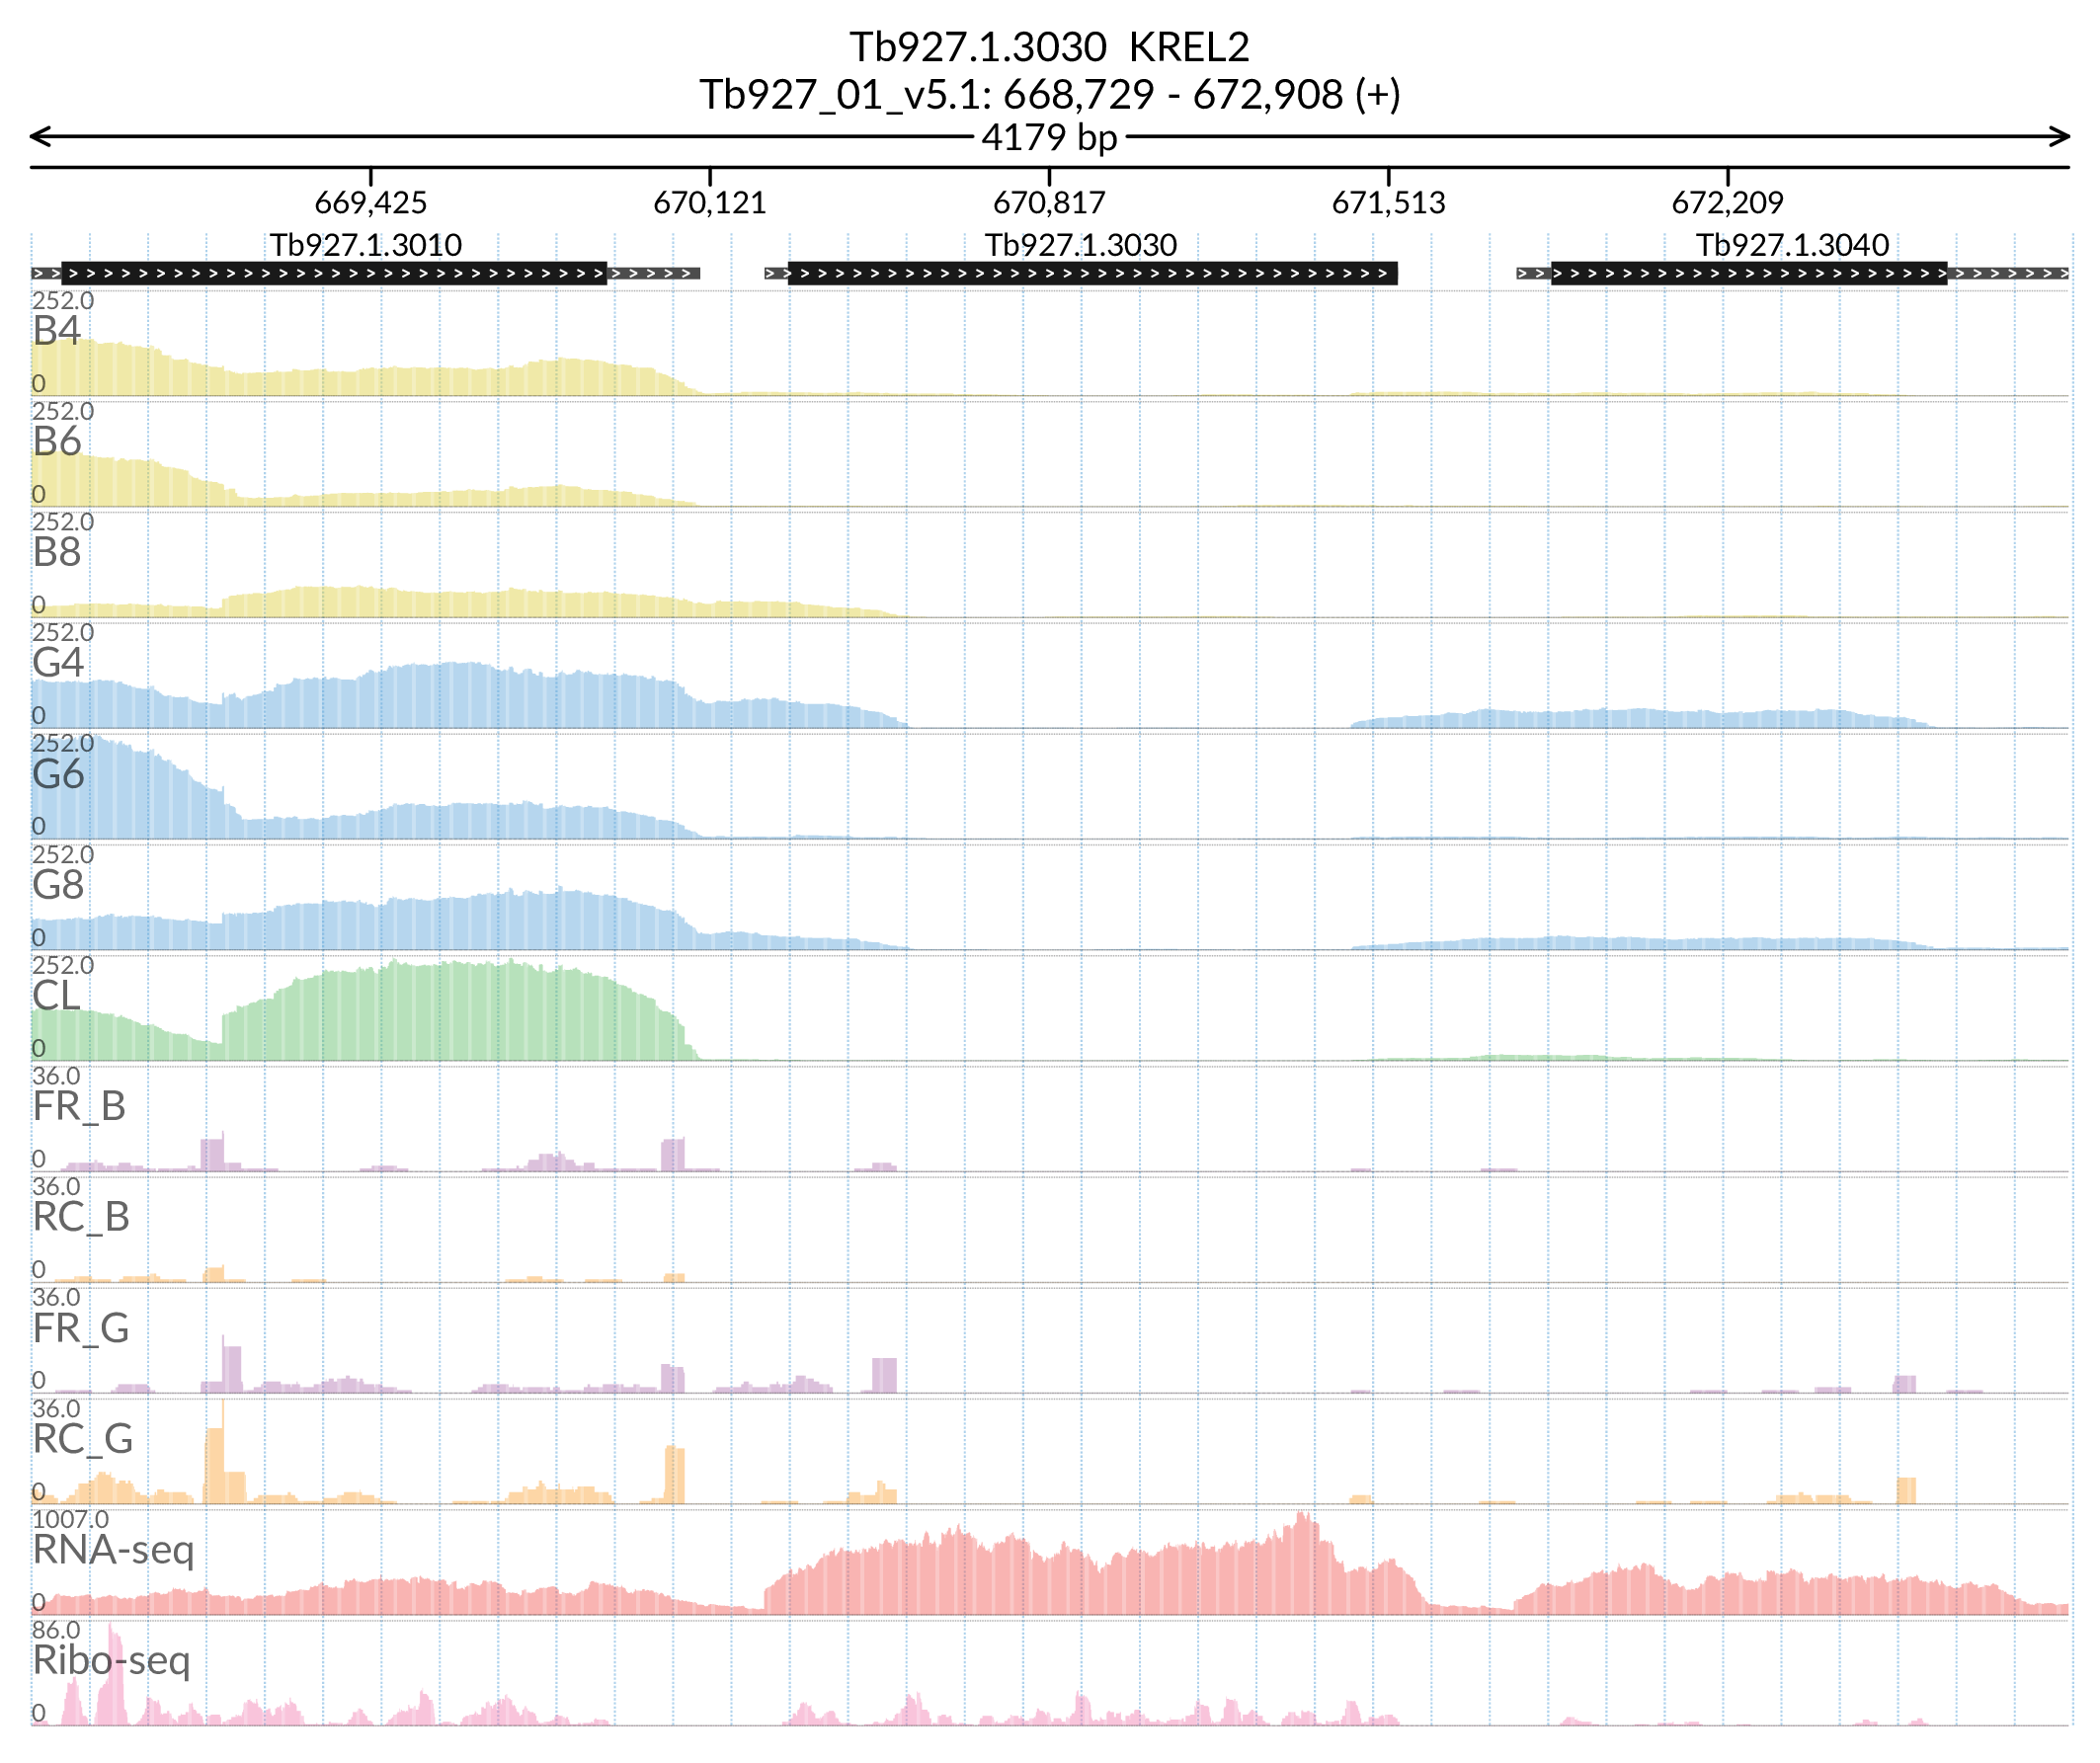 Tb927.1.3030 KREL2
Tb927_01_v5.1: 668,729 - 672,908 (+)
4179 bp
669,425 670,121 670,817 671,513 672,209
Tb927.1.3010 Tb927.1.3030 Tb927.1.3040
252.0
B4
0
252.0
B6
0
252.0
B8
0
252.0
G4
0
252.0
G6
0
252.0
G8
0
252.0
CL
0
36.0
FR_B
0
36.0
RC_B
0
36.0
FR_G
0
36.0
RC_G
0
1007.0
RNA-seq
0
86.0
Ribo-seq
0